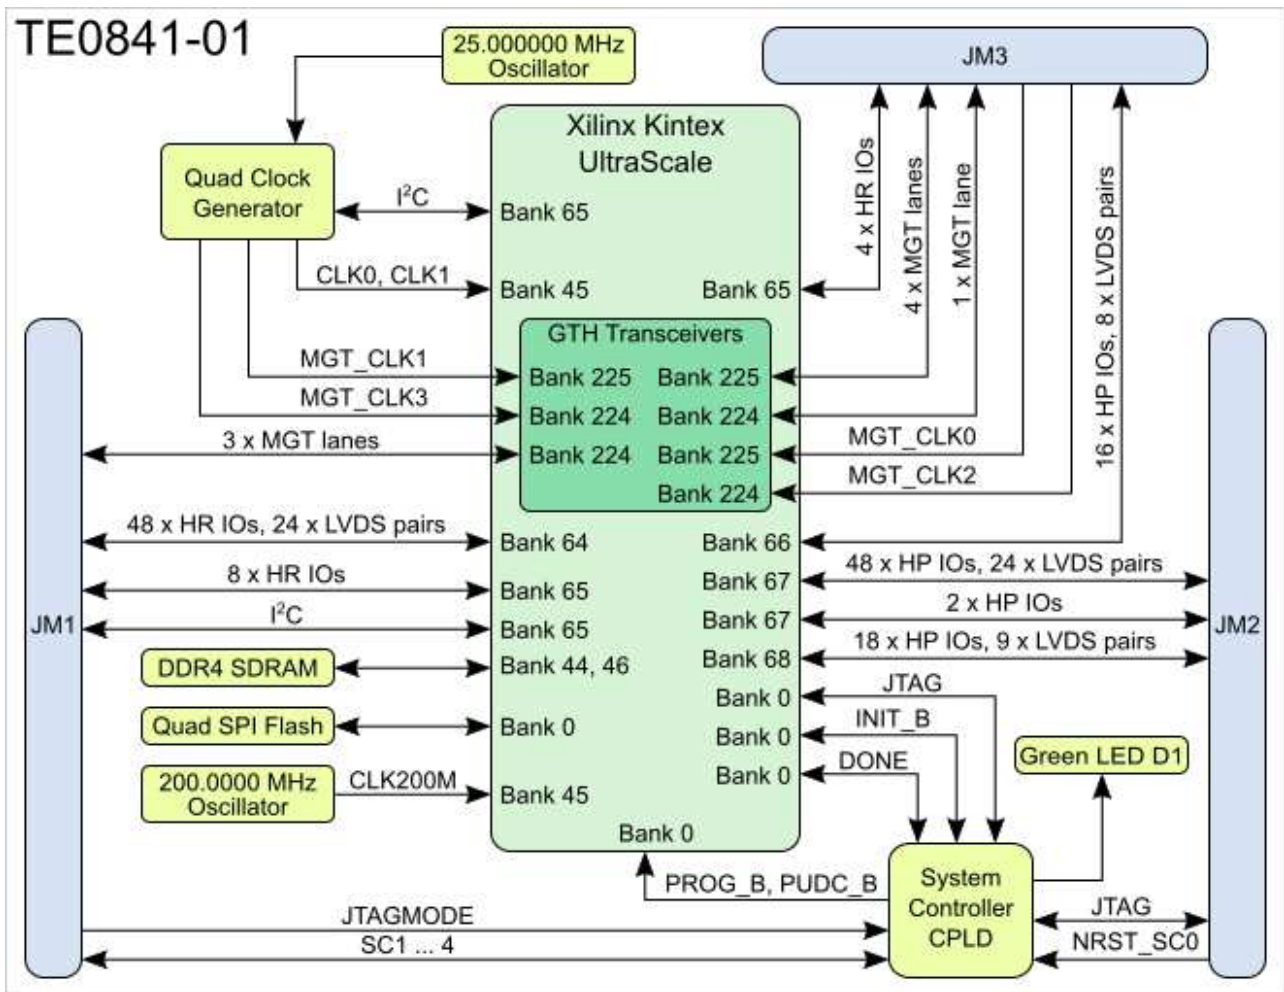 TE0841-01
25.000000 MHz
Oscillator
JM3
Xilinx Kintex
UltraScale
Quad Clock
Generator
I²C
Bank 65
4 x HR IOs
4 x MGT lanes
1 x MGT lane
16 x HP IOs, 8 x LVDS pairs
CLK0, CLK1
Bank 45
Bank 65
GTH Transceivers
MGT_CLK1
Bank 225
Bank 225
MGT_CLK3
Bank 224
Bank 224
3 x MGT lanes
Bank 224
Bank 225
MGT_CLK0
Bank 224
MGT_CLK2
48 x HR IOs, 24 x LVDS pairs
Bank 64
Bank 66
8 x HR IOs
Bank 65
Bank 67
48 x HP IOs, 24 x LVDS pairs
JM1
I²C
Bank 65
Bank 67
2 x HP IOs
JM2
DDR4 SDRAM
Bank 44, 46
Bank 68
18 x HP IOs, 9 x LVDS pairs
Bank 0
JTAG
Quad SPI Flash
Bank 0
Bank 0
INIT_B
Bank 0
DONE
Green LED D1
200.0000 MHz
Oscillator
CLK200M
Bank 45
Bank 0
PROG_B, PUDC_B
System
Controller
CPLD
JTAGMODE
SC1 ... 4
JTAG
NRST_SC0